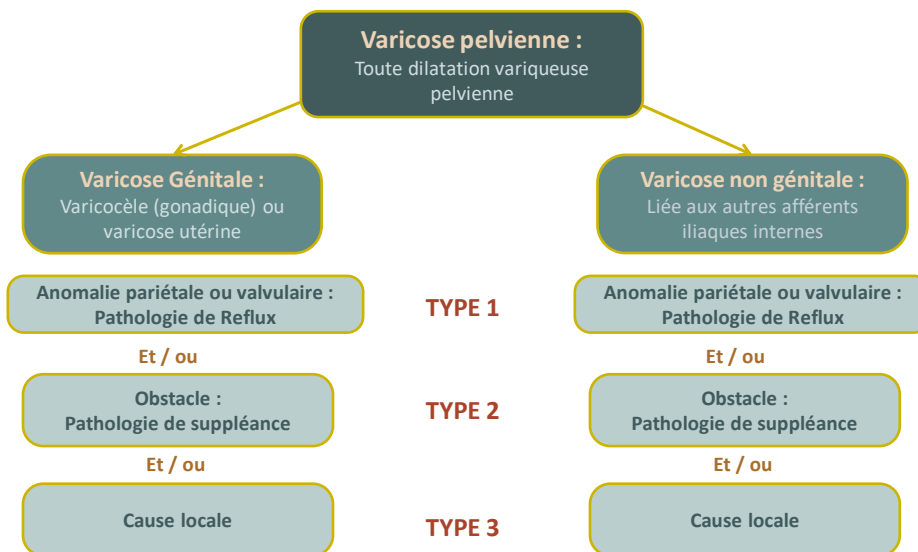 Varicose pelvienne :
Toute dilatation variqueuse
pelvienne
Varicose Génitale :
Varicocèle (gonadique) ou
varicose utérine
Varicose non génitale :
Liée aux autres afférents
iliaques internes
Anomalie pariétale ou valvulaire :
Pathologie de Reflux
TYPE 1
Anomalie pariétale ou valvulaire :
Pathologie de Reflux
Et / ou
Et / ou
Obstacle :
Pathologie de suppléance
TYPE 2
Obstacle :
Pathologie de suppléance
Et / ou
Et / ou
Cause locale
TYPE 3
Cause locale